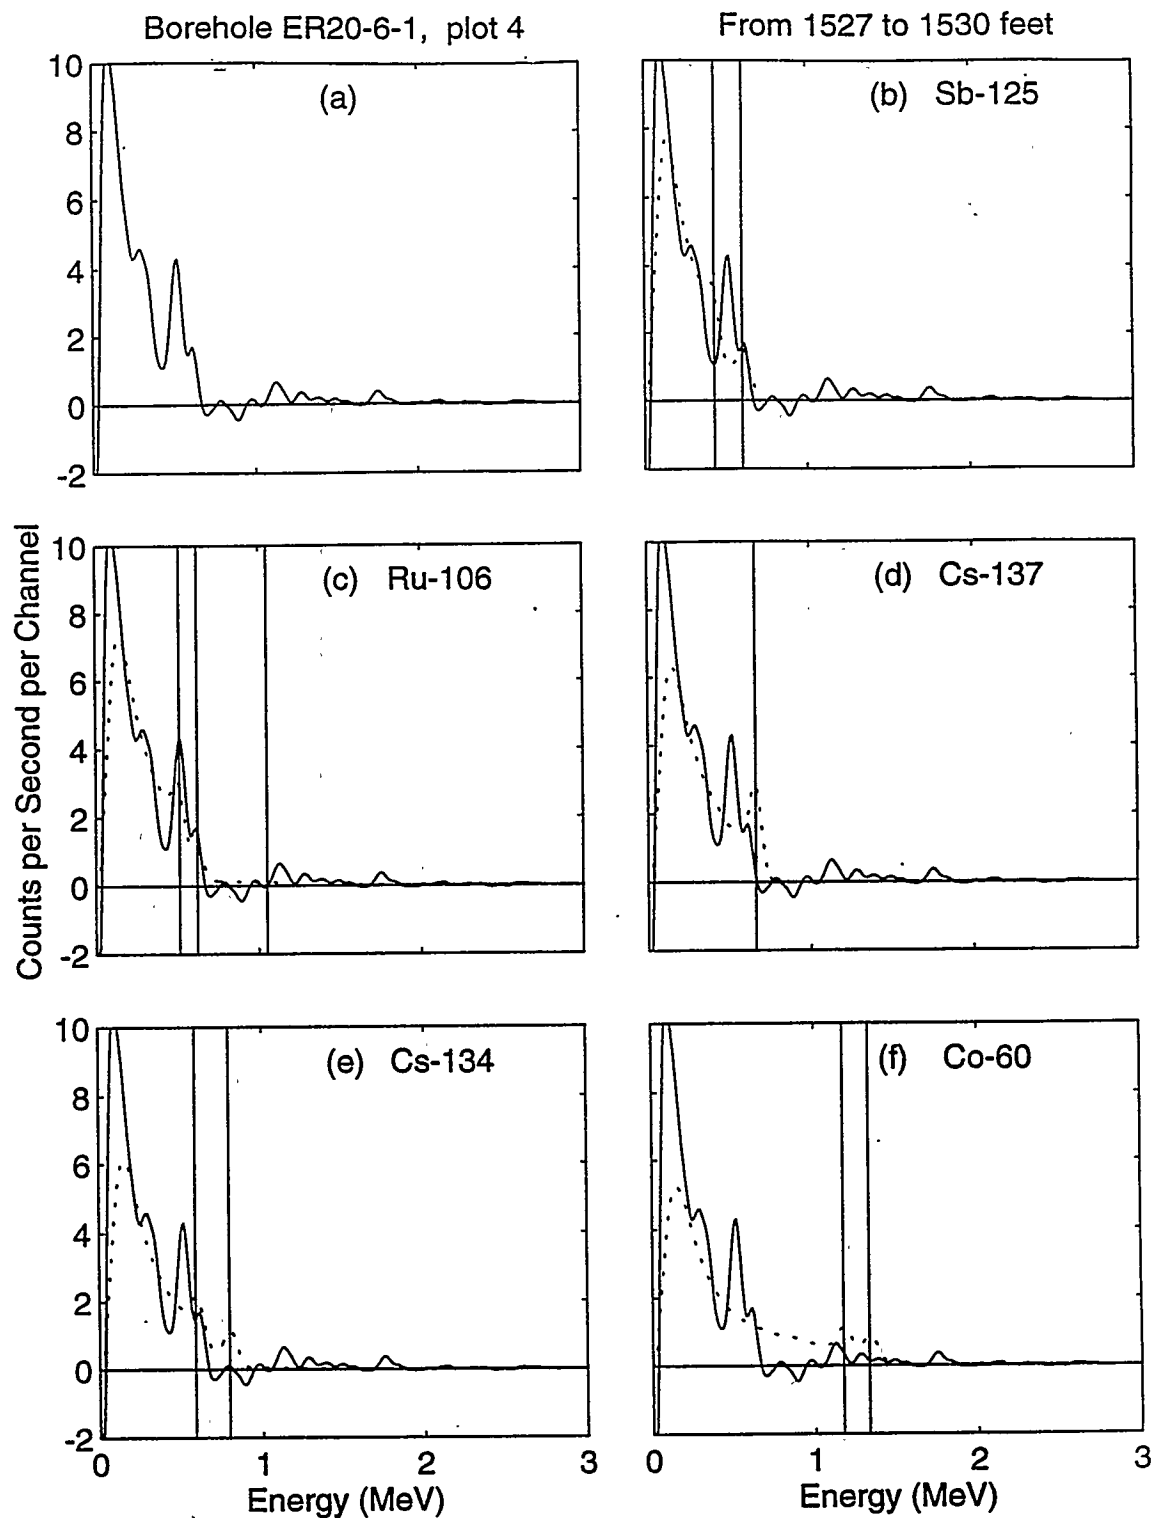 Borehole ER20-6-1, plot 4
From 1527 to 1530 feet
(a)
10
8
6
4
2
0
-2
(b) Sb-125
Counts per Second per Channel
(c) Ru-106
10
8
6
4
2
0
-2
(d) Cs-137
(e) Cs-134
10
8
6
4
2
0
-2
0
1
2
3
Energy (MeV)
(f) Co-60
0
1
2
3
Energy (MeV)